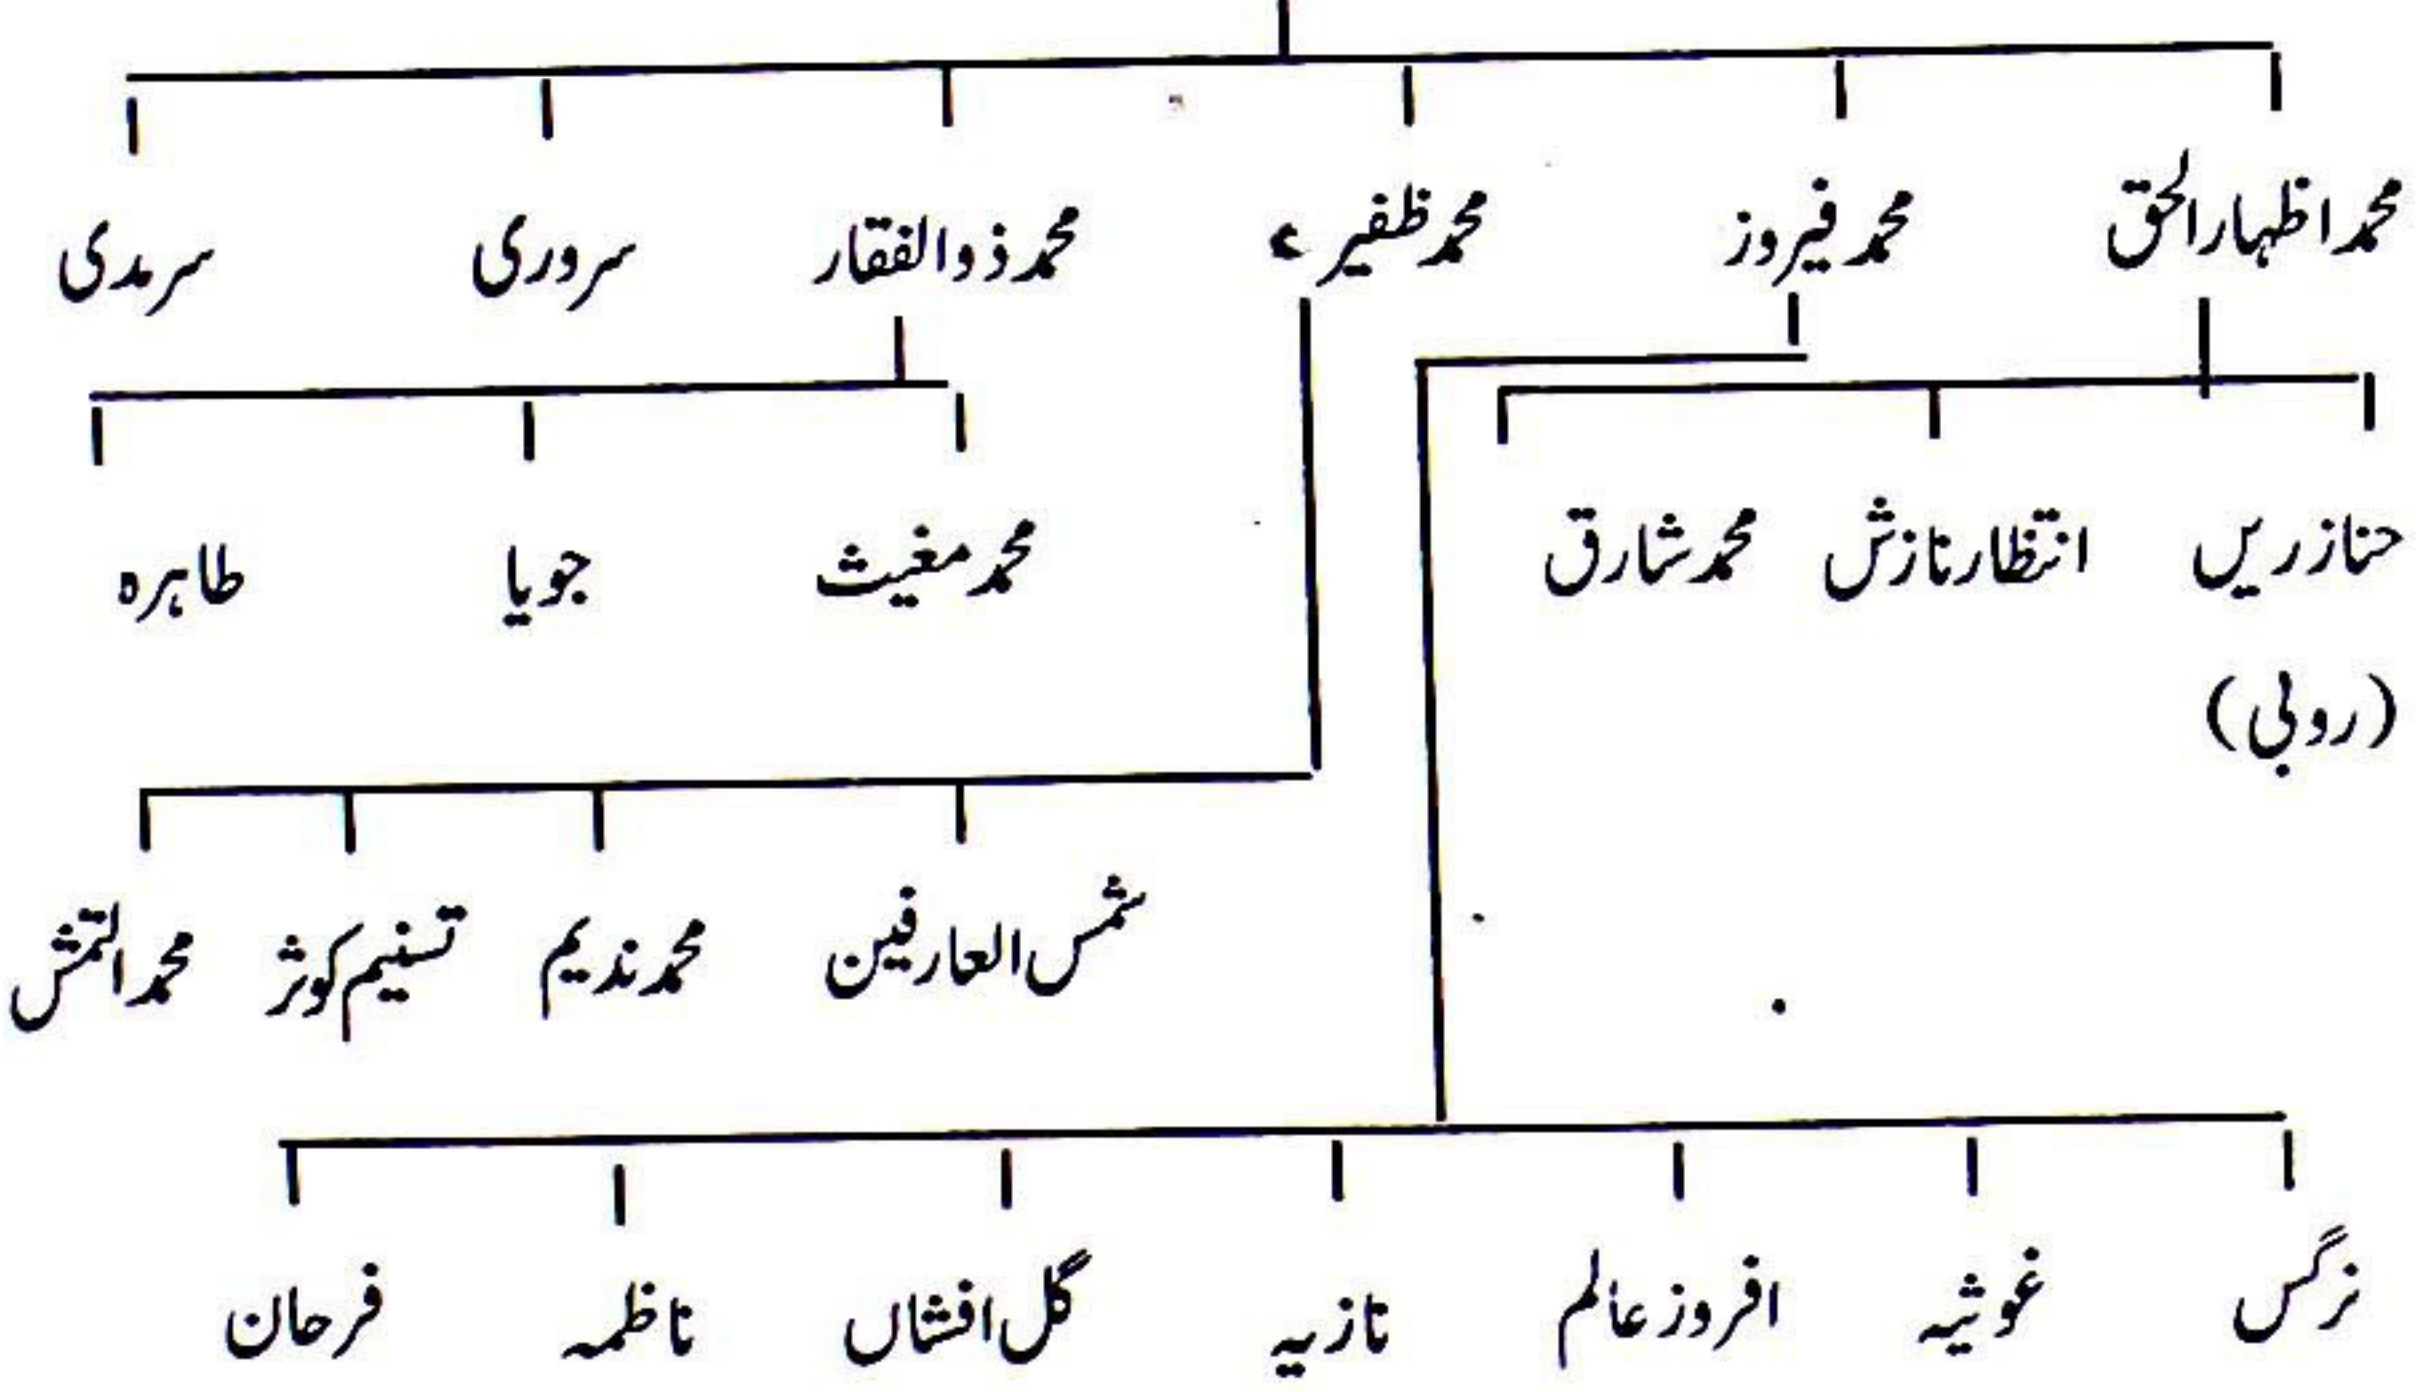 محمد اظہار الحق محمد فیروز محمد ظفیرء محمد ذوالفقار سروری سرمدی
حنا زریں انتظار نازش محمد شارق محمد مغیث جویا طاہرہ
(روبی)
شمس العارفین محمد ندیم تسنیم کوثر محمد التمش
نرگس غوثیہ افروز عالم نازیہ گل افشاں ناظمہ فرحان